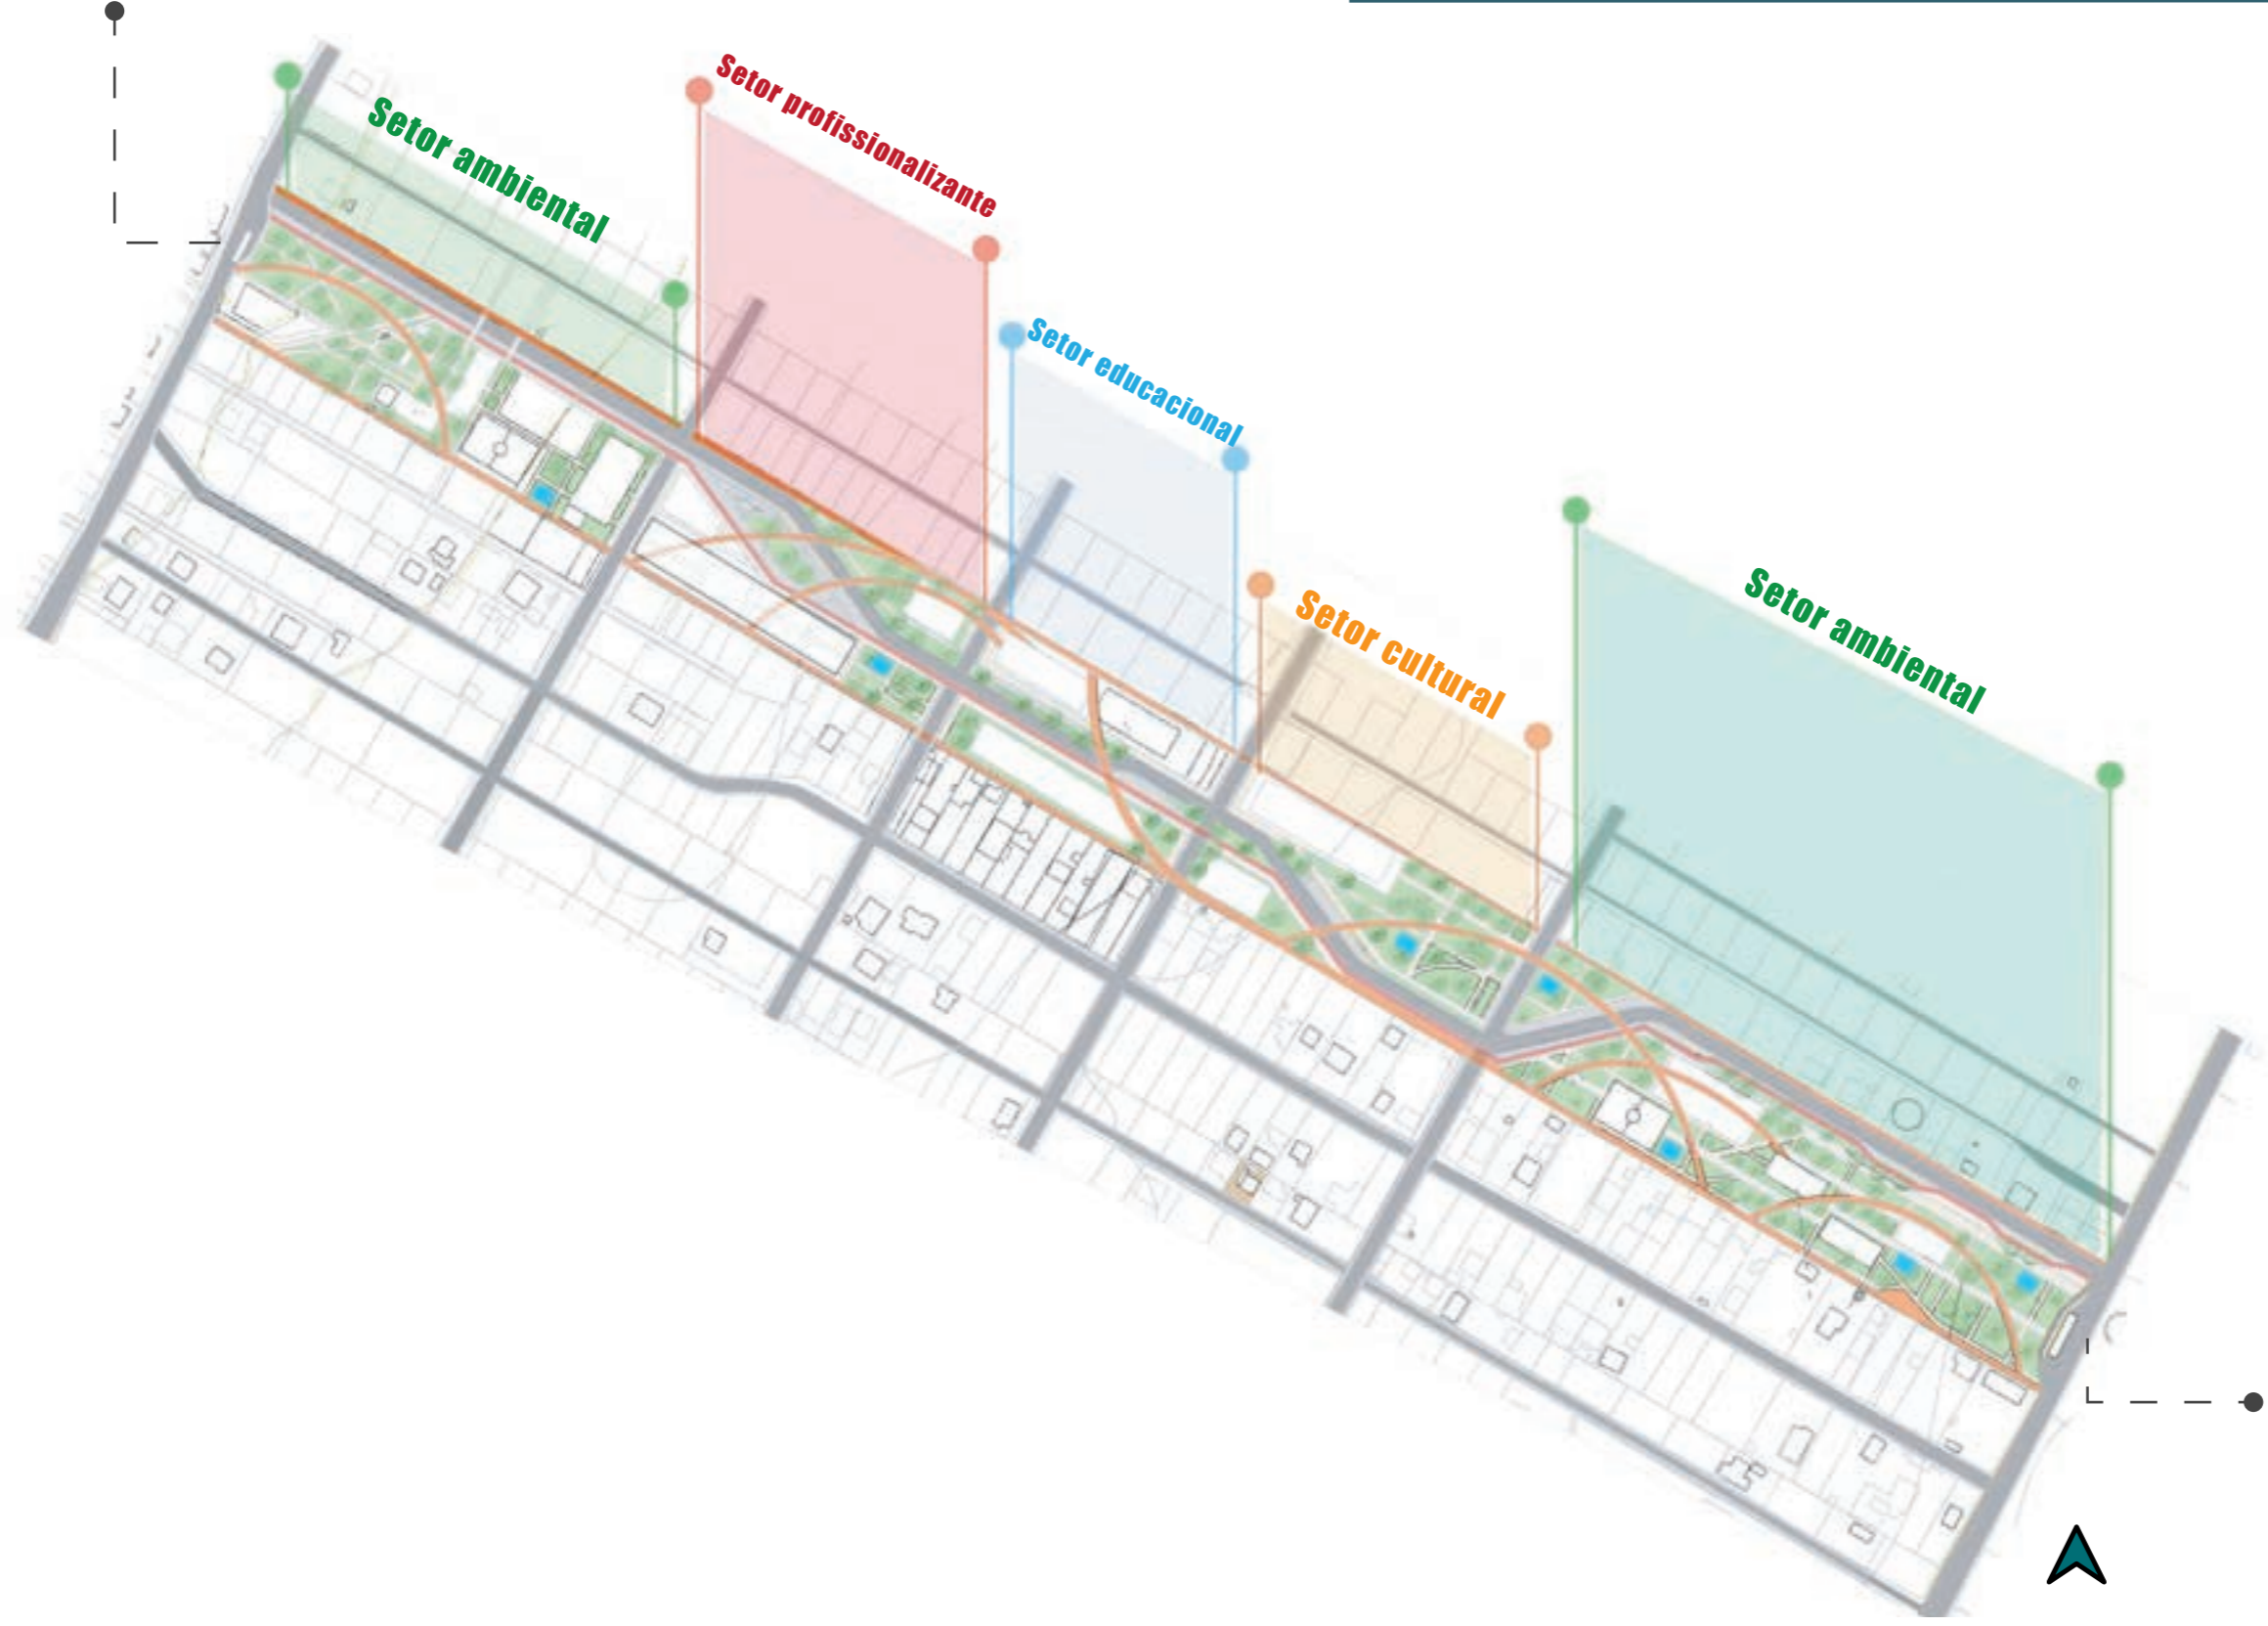 Setor ambiental
Setor profissionalizante
Setor educacional
Setor cultural
Setor ambiental